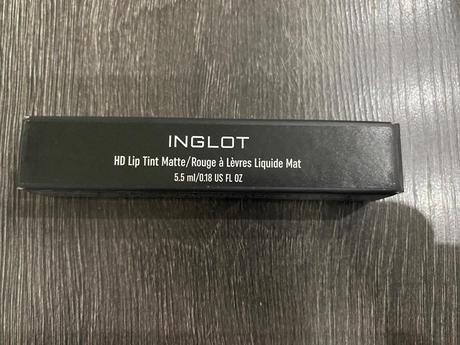 INGLOT
HD Lip Tint Matte/Rouge à Lèvres Liquide Mat
5.5 ml/0.18 US FL OZ